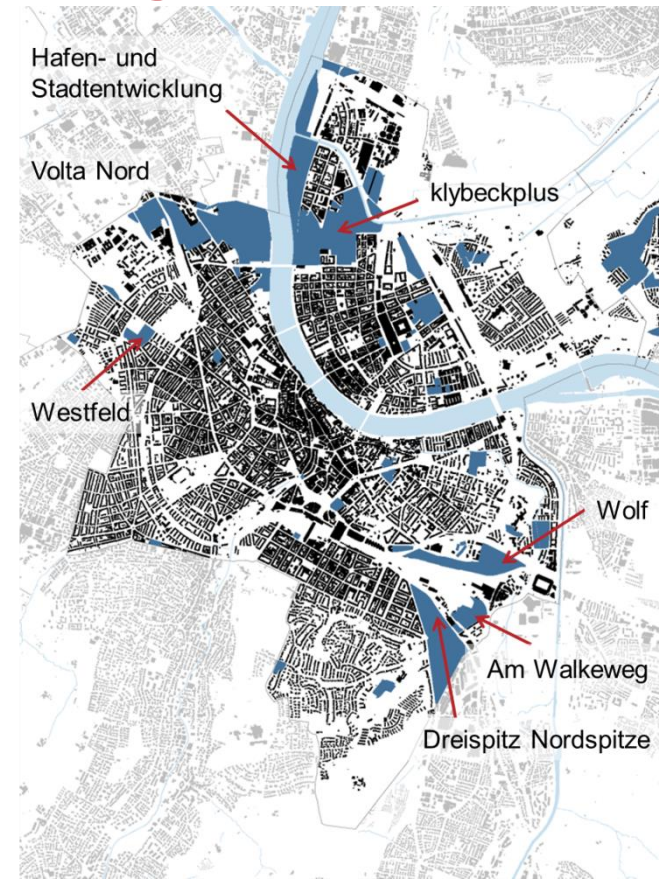 Hafen- und
Stadtentwicklung
Volta Nord
klybeckplus
Westfeld
Wolf
Am Walkeweg
Dreispitz Nordspitze